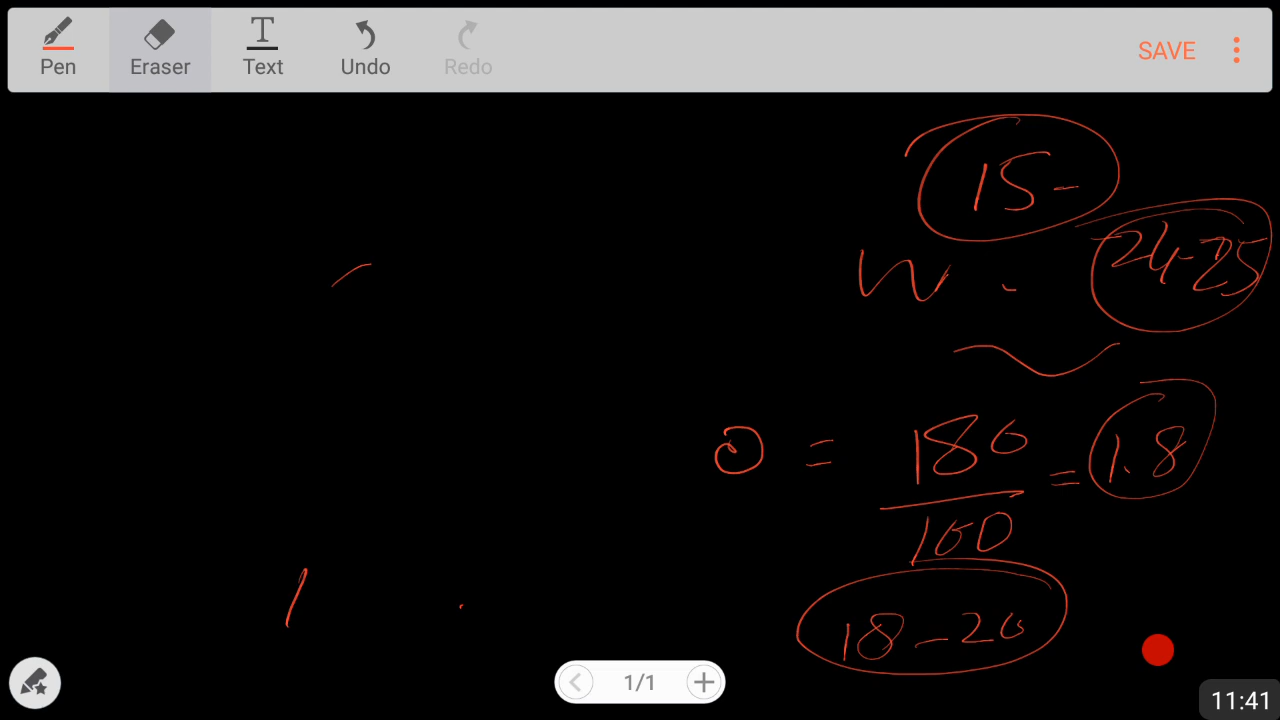 Pen Eraser Text Undo Redo SAVE
15-
W - 24-25
0 = 180/100 = 1.8
18-20
1/1
11:41